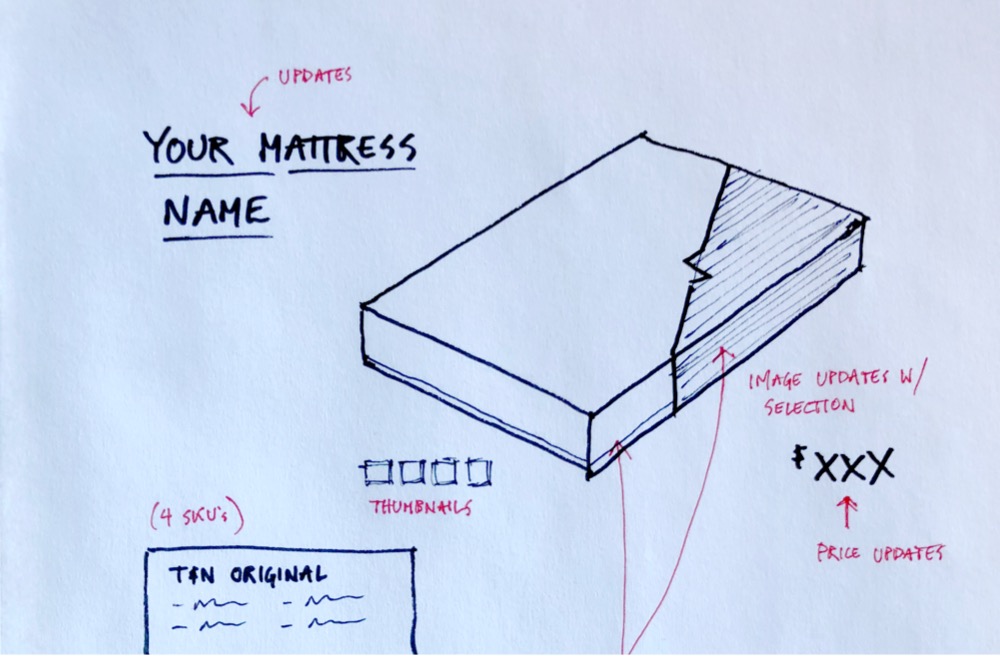 UPDATES
YOUR MATTRESS
NAME
IMAGE UPDATES W/
SELECTION
$XXX
THUMBNAILS
(4 SKU's)
PRICE UPDATES
T&N ORIGINAL